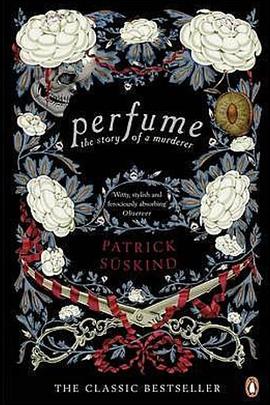 perfume
the story of a murderer
'Witty, stylish and
ferociously absorbing'
Observer
PATRICK
SÜSKIND
THE CLASSIC BESTSELLER